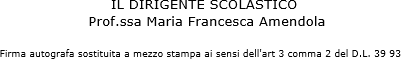 IL DIRIGENTE SCOLASTICO
Prof.ssa Maria Francesca Amendola
Firma autografa sostituita a mezzo stampa ai sensi dell'art 3 comma 2 del D.L. 39 93